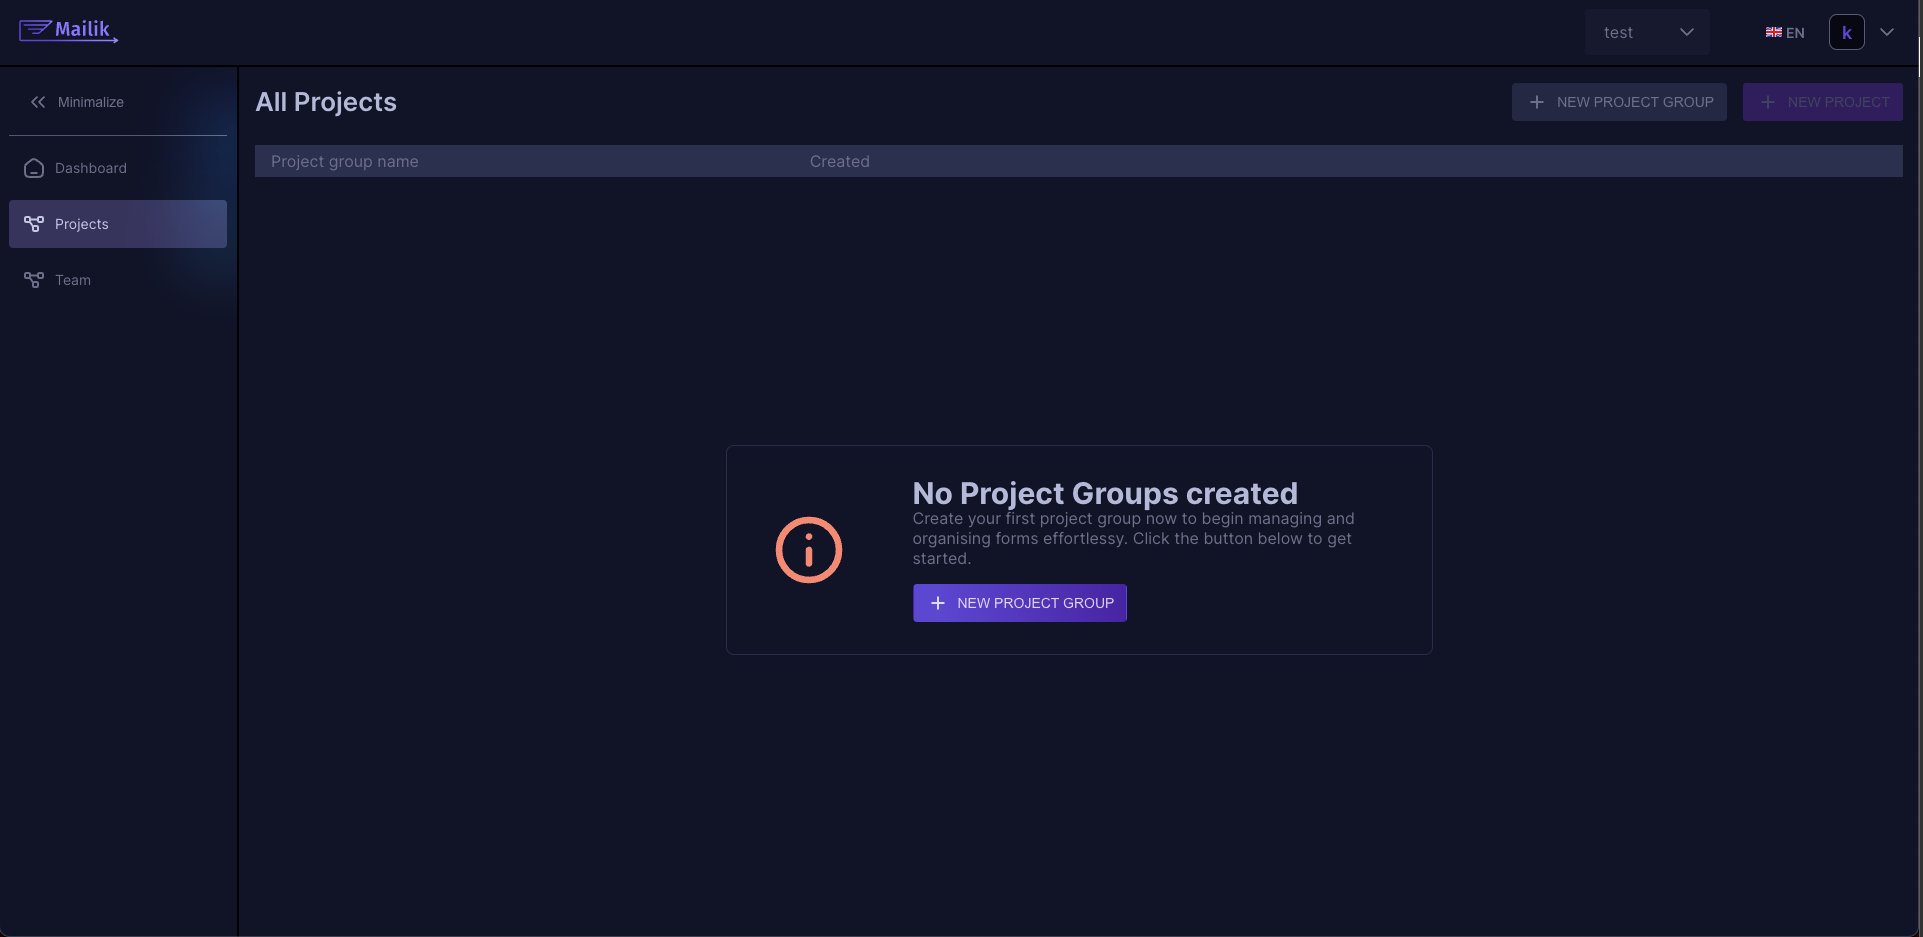 Mailik
test
EN
k
Minimalize
Dashboard
Projects
Team
All Projects
NEW PROJECT GROUP
NEW PROJECT
Project group name
Created
No Project Groups created
Create your first project group now to begin managing and
organising forms effortlessy. Click the button below to get
started.
NEW PROJECT GROUP